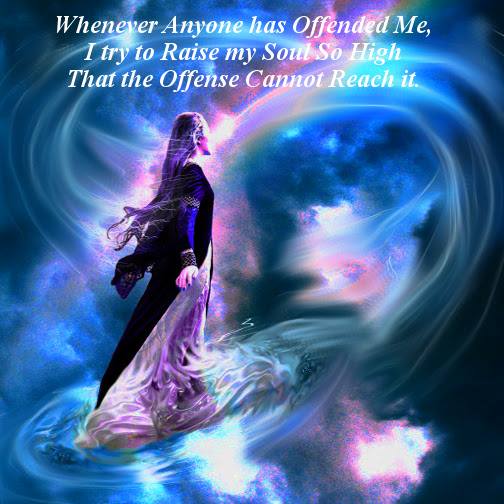 Whenever Anyone has Offended Me,
I try to Raise my Soul So High
That the Offense Cannot Reach it.